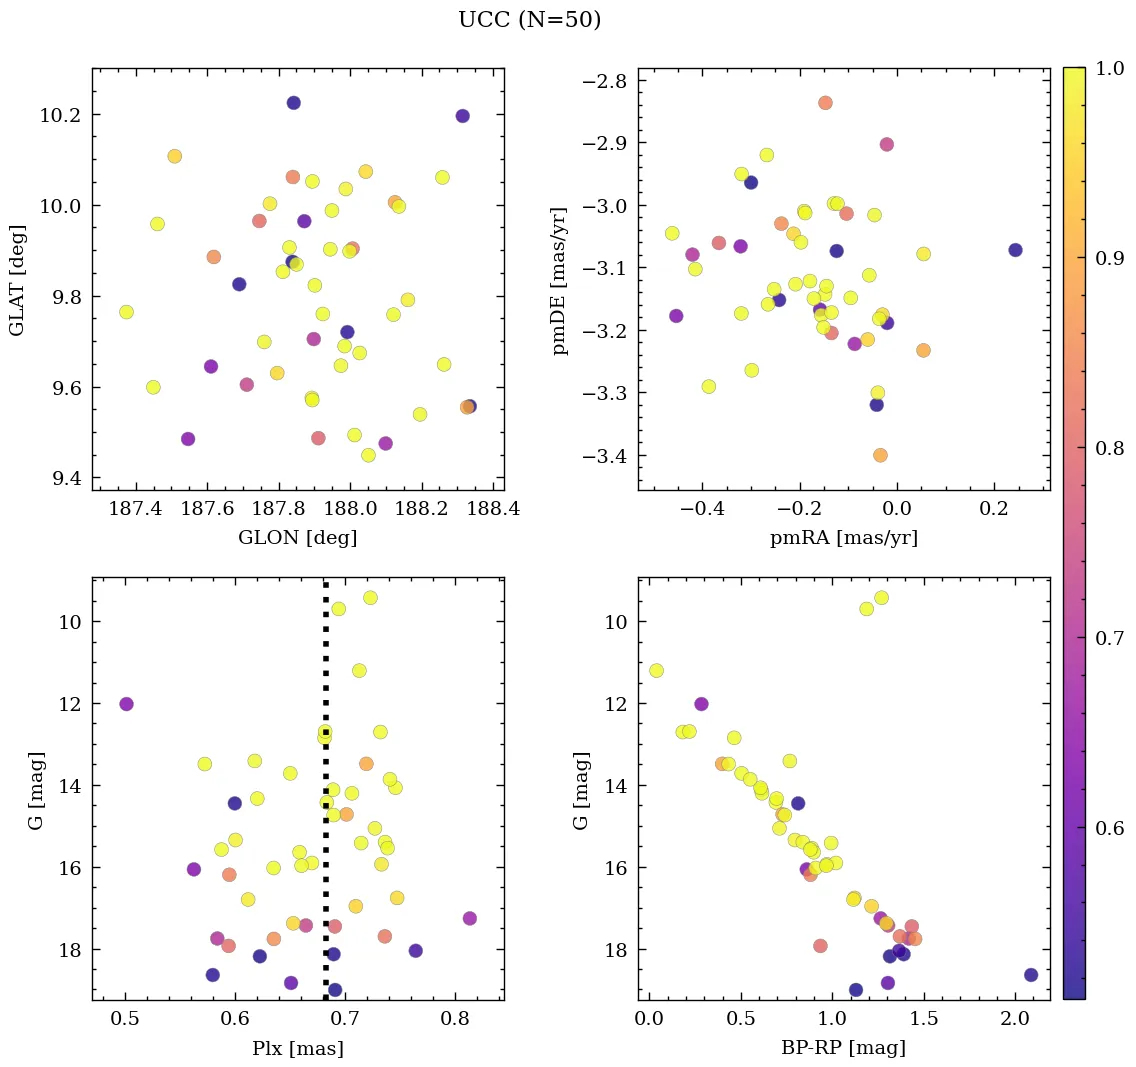 UCC (N=50)
10.2
10.0
9.8
9.6
9.4
GLAT [deg]
187.4 187.6 187.8 188.0 188.2 188.4
GLON [deg]
−2.8
−2.9
−3.0
−3.1
−3.2
−3.3
−3.4
pmDE [mas/yr]
−0.4 −0.2 0.0 0.2
pmRA [mas/yr]
10
12
14
16
18
G [mag]
0.5 0.6 0.7 0.8
Plx [mas]
10
12
14
16
18
G [mag]
0.0 0.5 1.0 1.5 2.0
BP-RP [mag]
1.0
0.9
0.8
0.7
0.6